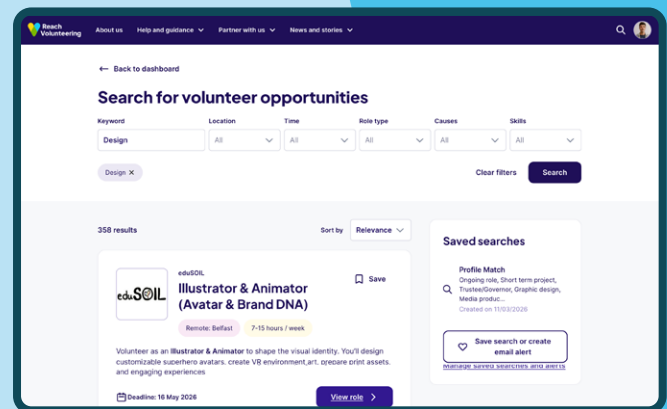 Reach
Volunteering
About us
Help and guidance
Partner with us
News and stories
← Back to dashboard
Search for volunteer opportunities
Keyword
Location
Time
Role type
Causes
Skills
Design
All
All
All
All
All
Design ×
Clear filters
Search
358 results
Sort by
Relevance
eduSOIL
eduSOIL
Illustrator & Animator
(Avatar & Brand DNA)
Save
Remote: Belfast
7-15 hours / week
Volunteer as an Illustrator & Animator to shape the visual identity. You'll design
customizable superhero avatars. create VR environment,art. prepare print assets.
and engaging experiences
Deadline: 16 May 2026
View role
Saved searches
Profile Match
Ongoing role, Short term project,
Trustee/Governor, Graphic design,
Media produc...
Created on 11/03/2026
Save search or create
email alert
Manage saved searches and alerts